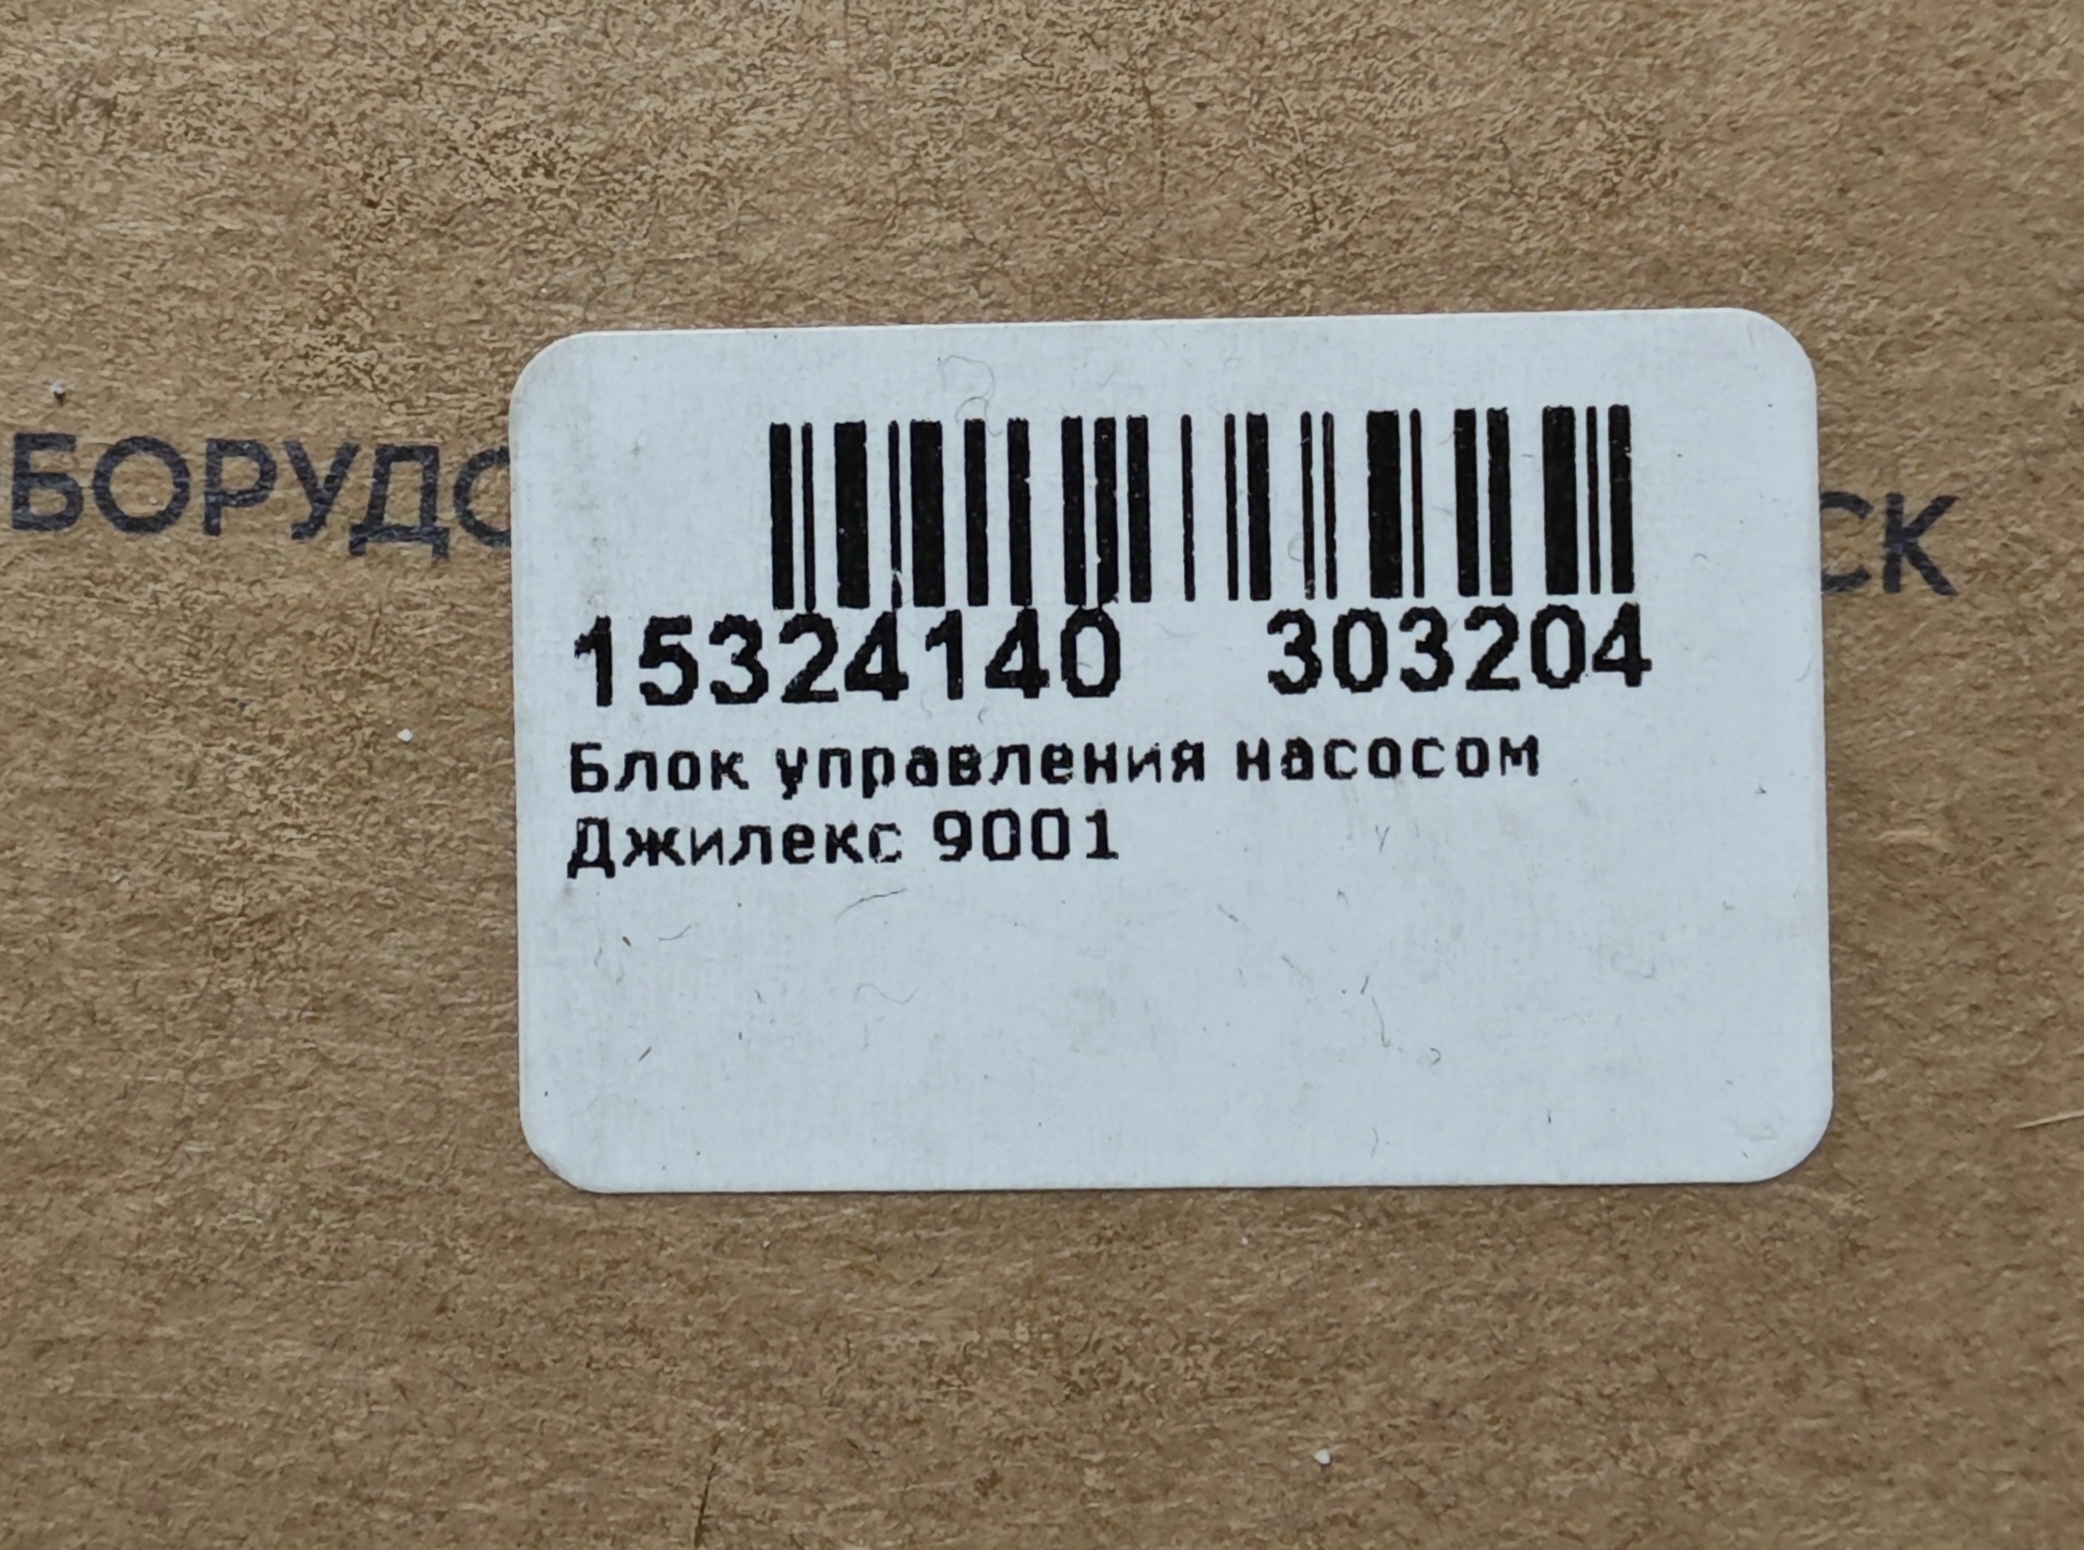 15324140 303204
Блок управления насосом
Джилекс 9001